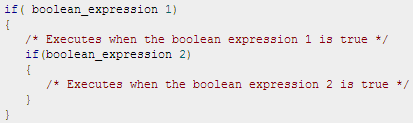 if( boolean_expression 1)
{
/* Executes when the boolean expression 1 is true */
if(boolean_expression 2)
{
/* Executes when the boolean expression 2 is true */
}
}